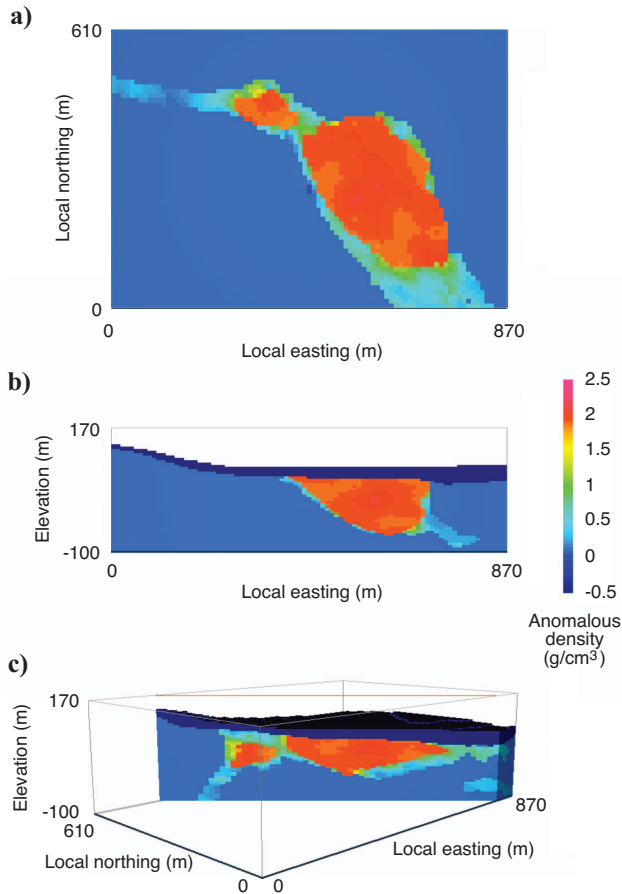 a)
610
Local northing (m)
0
0
870
Local easting (m)
b)
170
Elevation (m)
-100
0
870
Local easting (m)
2.5
2
1.5
1
0.5
0
-0.5
Anomalous
density
(g/cm³)
c)
170
Elevation (m)
-100
610
Local northing (m)
0
0
Local easting (m)
870